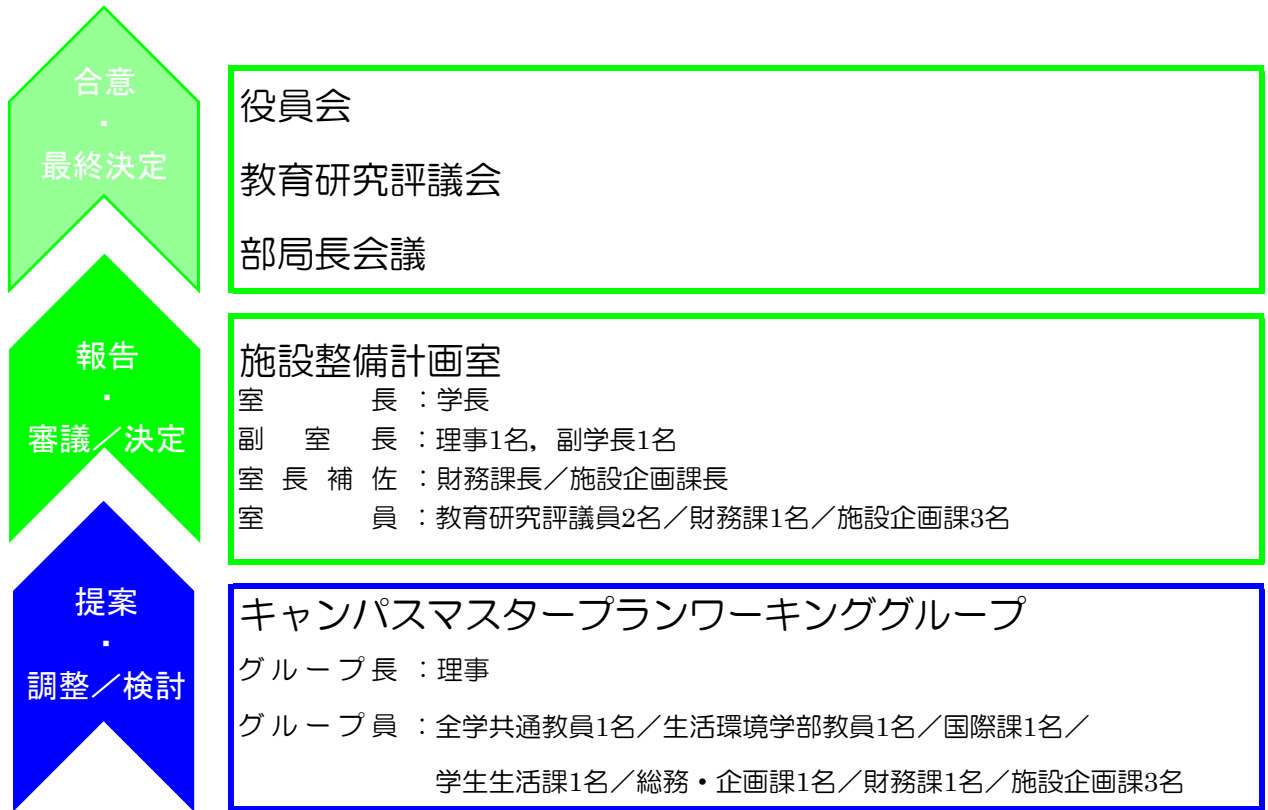 合意
・
最終決定
役員会
教育研究評議会
部局長会議
報告
・
審議／決定
施設整備計画室
室長：学長
副室長：理事1名，副学長1名
室長補佐：財務課長／施設企画課長
室員：教育研究評議員2名／財務課1名／施設企画課3名
提案
・
調整／検討
キャンパスマスタープランワーキンググループ
グループ長：理事
グループ員：全学共通教員1名／生活環境学部教員1名／国際課1名／
学生生活課1名／総務・企画課1名／財務課1名／施設企画課3名